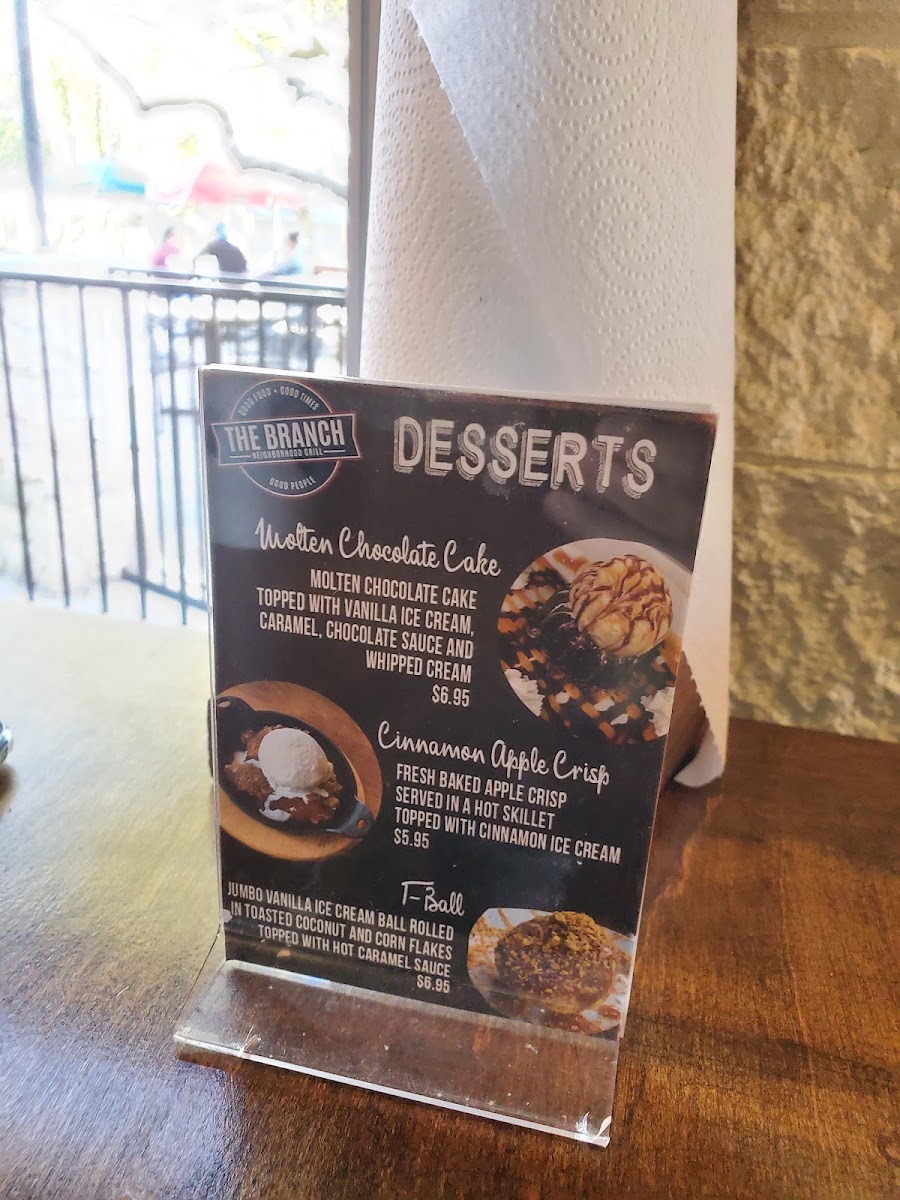 GOOD FOOD • GOOD TIMES
THE BRANCH
NEIGHBORHOOD GRILL
GOOD PEOPLE
DESSERTS
Molten Chocolate Cake
MOLTEN CHOCOLATE CAKE
TOPPED WITH VANILLA ICE CREAM,
CARAMEL, CHOCOLATE SAUCE AND
WHIPPED CREAM
$6.95
Cinnamon Apple Crisp
FRESH BAKED APPLE CRISP
SERVED IN A HOT SKILLET
TOPPED WITH CINNAMON ICE CREAM
$5.95
T-Ball
JUMBO VANILLA ICE CREAM BALL ROLLED
IN TOASTED COCONUT AND CORN FLAKES
TOPPED WITH HOT CARAMEL SAUCE
$6.95